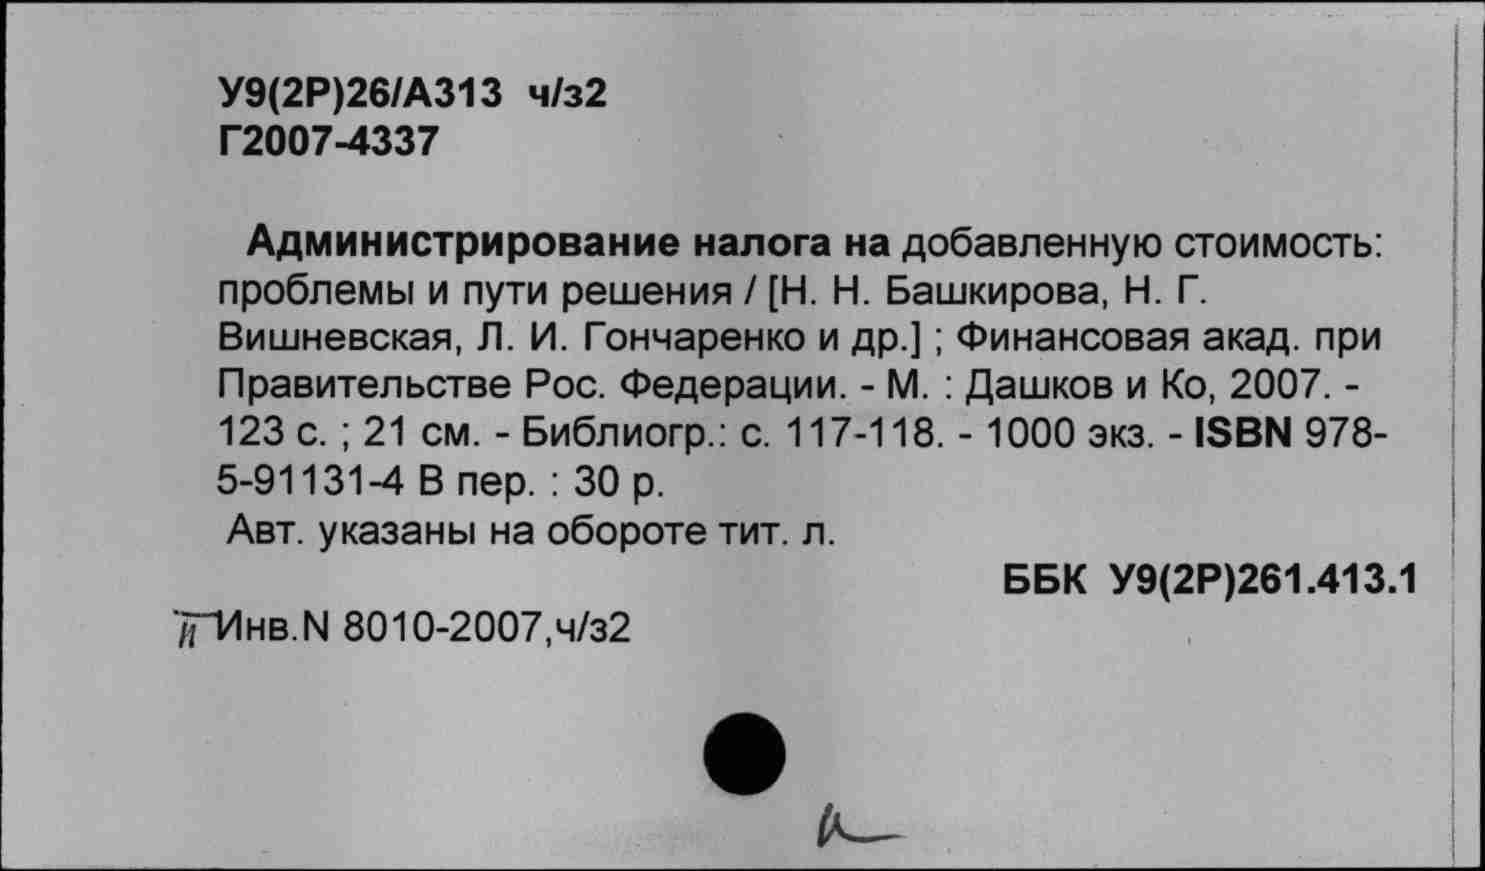 У9(2Р)26/А313 ч/з2
Г2007-4337
Администрирование налога на добавленную стоимость:
проблемы и пути решения / [Н. Н. Башкирова, Н. Г.
Вишневская, Л. И. Гончаренко и др.] ; Финансовая акад. при
Правительстве Рос. Федерации. - М. : Дашков и Ко, 2007. -
123 с. ; 21 см. - Библиогр.: с. 117-118. - 1000 экз. - ISBN 978-
5-91131-4 В пер. : 30 р.
Авт. указаны на обороте тит. л.
ББК У9(2Р)261.413.1
Инв.N 8010-2007,ч/з2